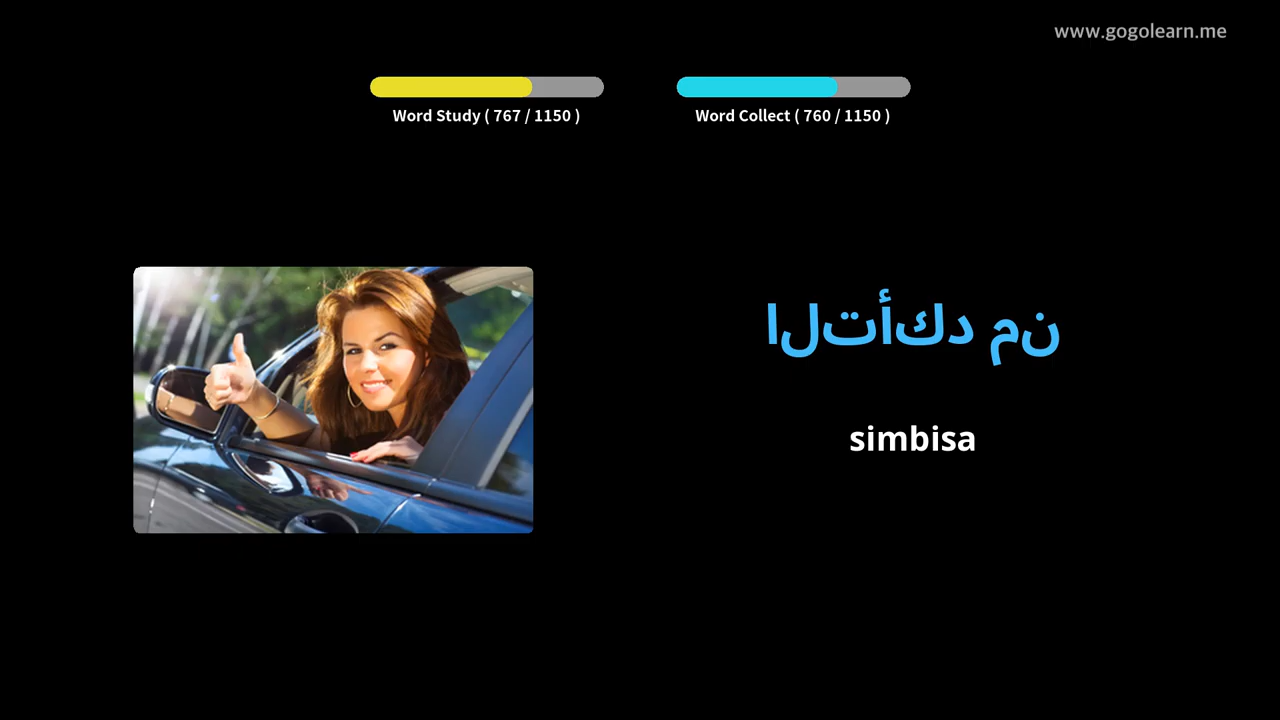 www.gogolearn.me
Word Study ( 767 / 1150 )
Word Collect ( 760 / 1150 )
التأكد من
simbisa